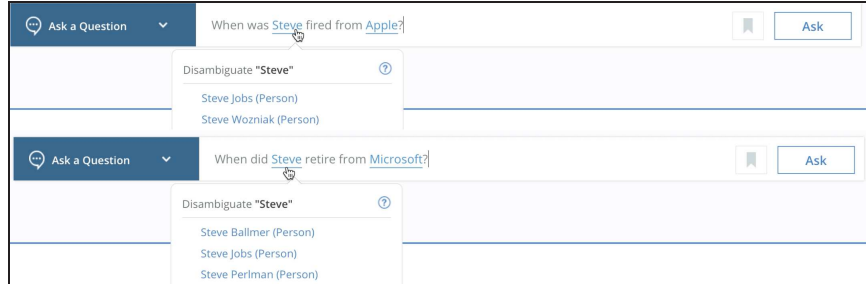 Ask a Question When was Steve fired from Apple? Ask
Disambiguate "Steve" ?
Steve Jobs (Person)
Steve Wozniak (Person)
Ask a Question When did Steve retire from Microsoft? Ask
Disambiguate "Steve" ?
Steve Ballmer (Person)
Steve Jobs (Person)
Steve Perlman (Person)